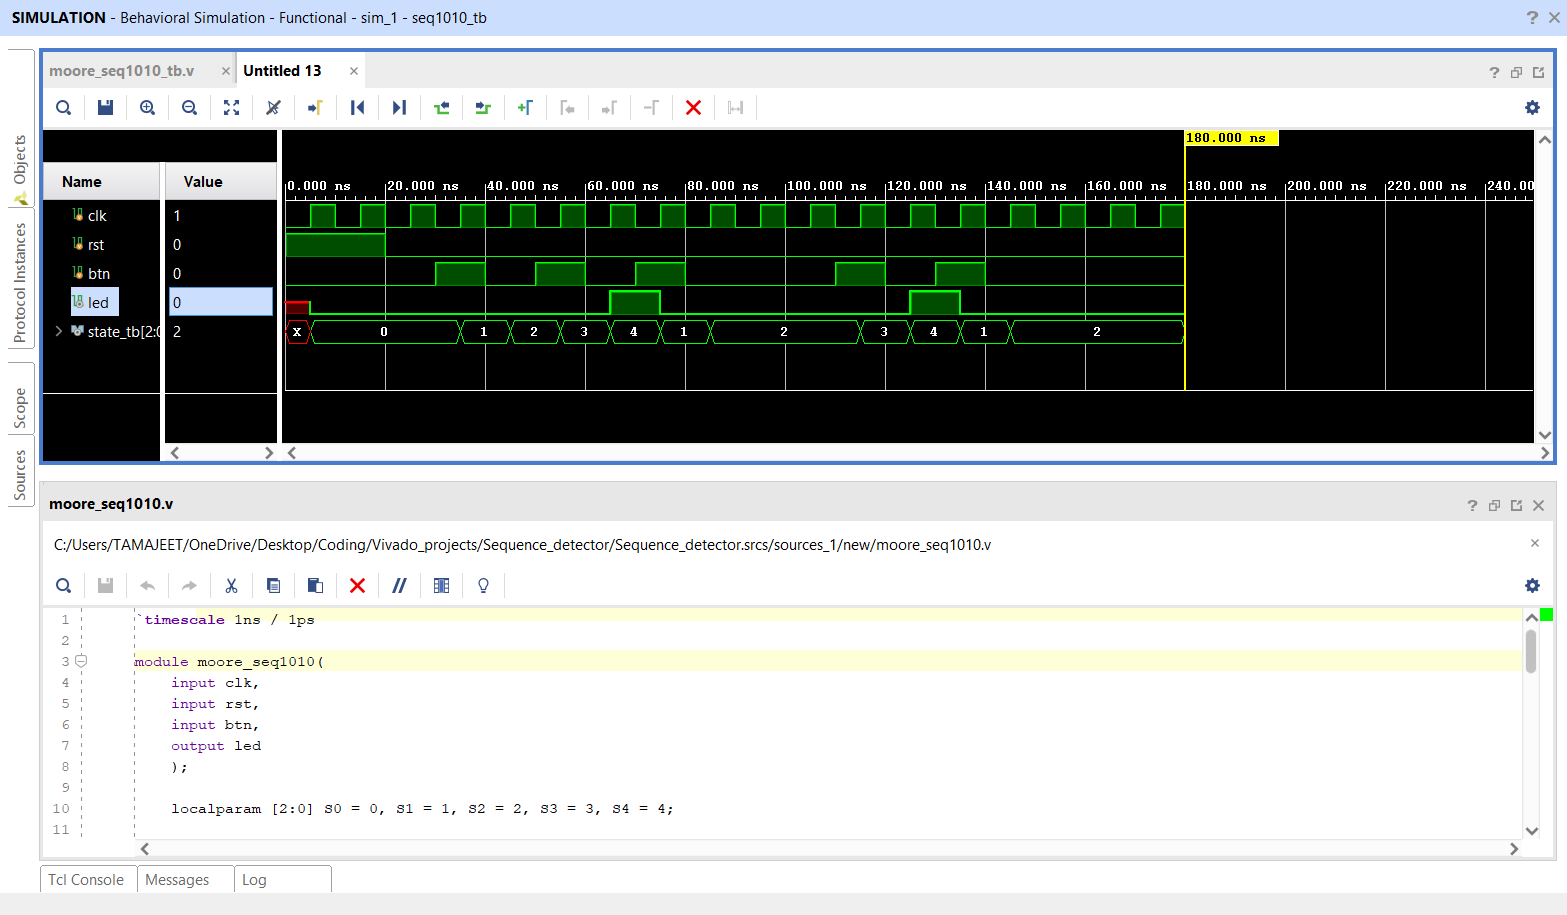 SIMULATION - Behavioral Simulation - Functional - sim_1 - seq1010_tb
Objects
Protocol Instances
Scope
Sources
moore_seq1010_tb.v
Untitled 13
180.000 ns
Name Value
0.000 ns 20.000 ns 40.000 ns 60.000 ns 80.000 ns 100.000 ns 120.000 ns 140.000 ns 160.000 ns 180.000 ns 200.000 ns 220.000 ns 240.00
clk 1
rst 0
btn 0
led 0
state_tb[2:0 2 X 0 1 2 3 4 1 2 3 4 1 2
moore_seq1010.v
C:/Users/TAMAJEET/OneDrive/Desktop/Coding/Vivado_projects/Sequence_detector/Sequence_detector.srcs/sources_1/new/moore_seq1010.v
1 `timescale 1ns / 1ps
2
3 module moore_seq1010(
4 input clk,
5 input rst,
6 input btn,
7 output led
8 );
9
10 localparam [2:0] S0 = 0, S1 = 1, S2 = 2, S3 = 3, S4 = 4;
11
Tcl Console Messages Log